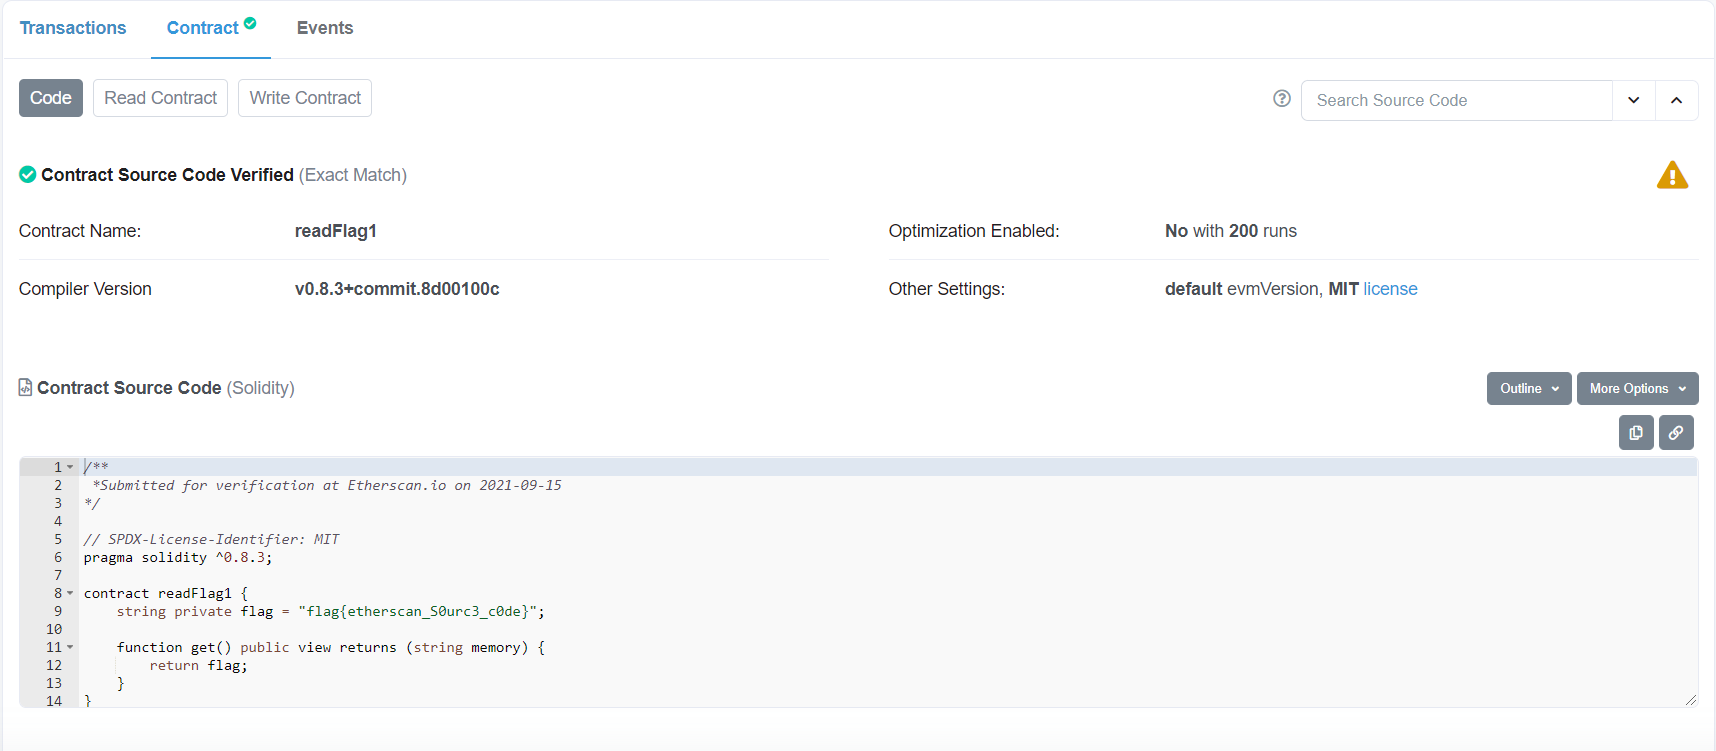 Transactions Contract Events
Code Read Contract Write Contract Search Source Code
Contract Source Code Verified (Exact Match)
Contract Name: readFlag1 Optimization Enabled: No with 200 runs
Compiler Version v0.8.3+commit.8d00100c Other Settings: default evmVersion, MIT license
Contract Source Code (Solidity) Outline More Options
1 /**
2  *Submitted for verification at Etherscan.io on 2021-09-15
3 */
4
5 // SPDX-License-Identifier: MIT
6 pragma solidity ^0.8.3;
7
8 contract readFlag1 {
9     string private flag = "flag{etherscan_S0urc3_c0de}";
10
11     function get() public view returns (string memory) {
12         return flag;
13     }
14 }